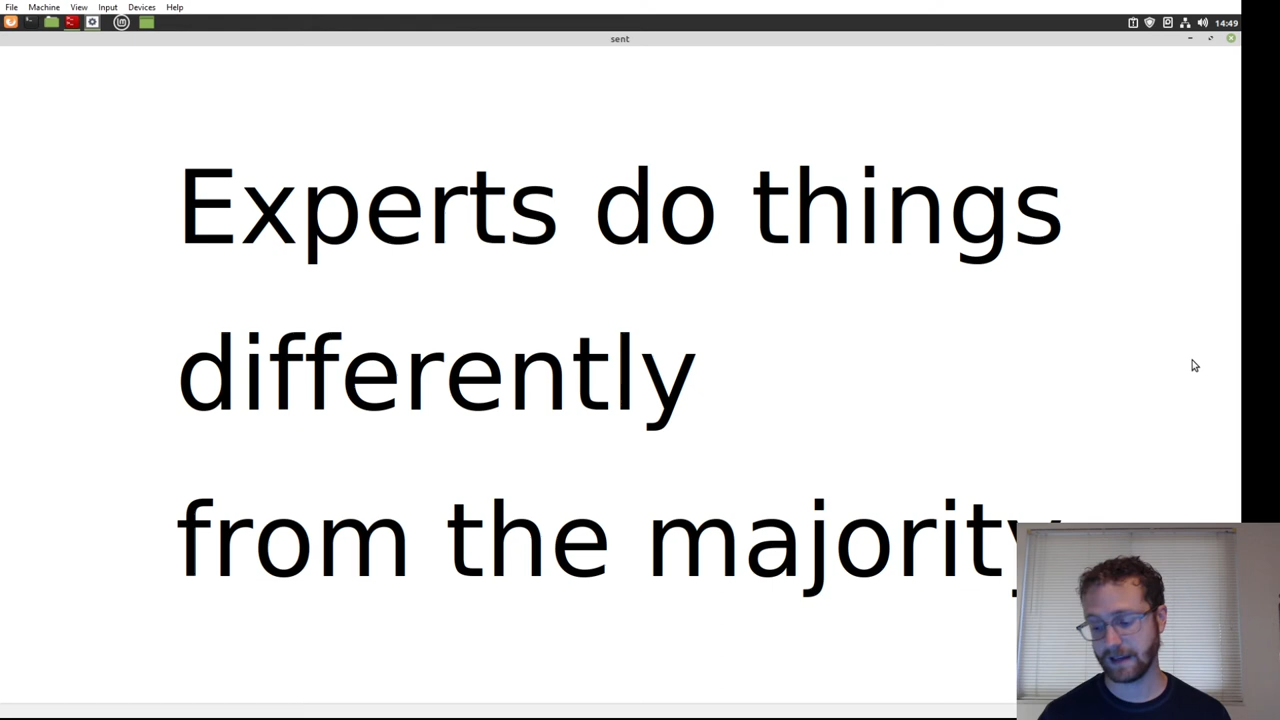 File Machine View Input Devices Help
14:49
sent
Experts do things
differently
from the majority